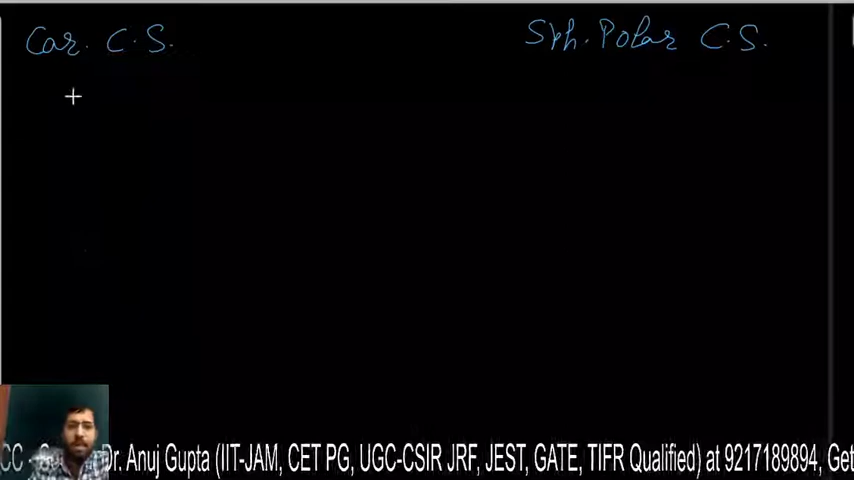 Car. C.S.
Sph. Polar C.S.
CC - Dr. Anuj Gupta (IIT-JAM, CET PG, UGC-CSIR JRF, JEST, GATE, TIFR Qualified) at 9217189894, Get